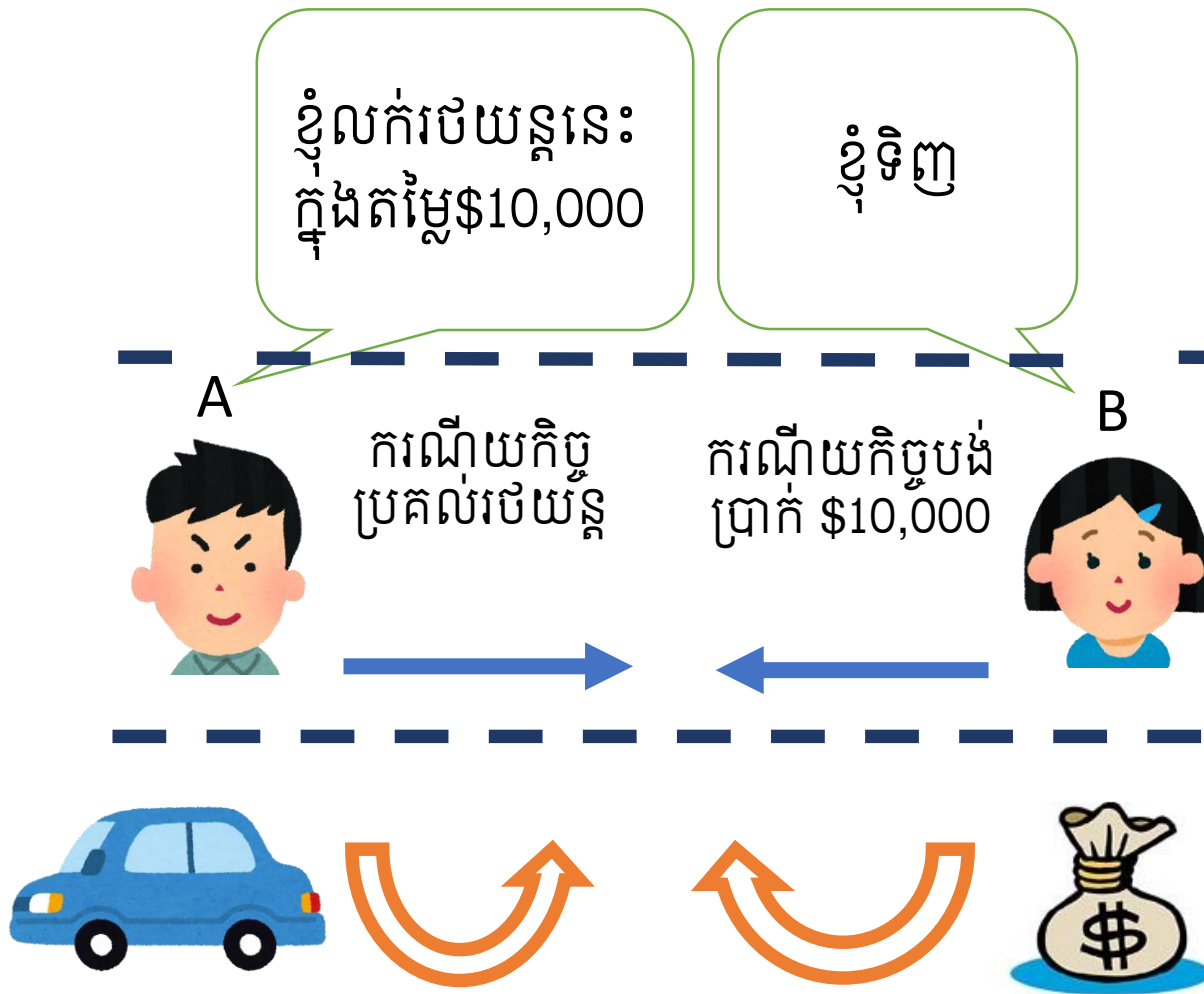 ខ្ញុំលក់រថយន្តនេះ
ក្នុងតម្លៃ$10,000
ខ្ញុំទិញ
A
B
ករណីយកិច្ច
ប្រគល់រថយន្ត
ករណីយកិច្ចបង់
ប្រាក់ $10,000
$